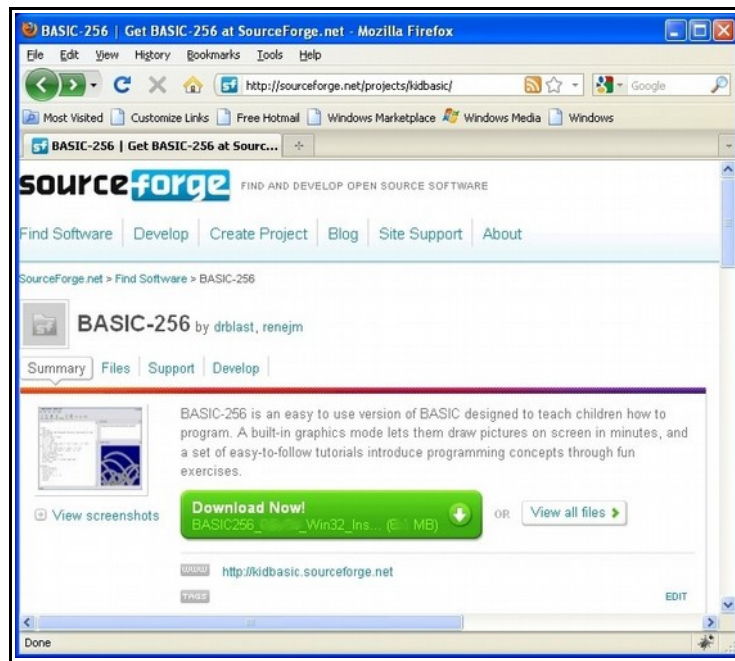 BASIC-256 | Get BASIC-256 at SourceForge.net - Mozilla Firefox
File Edit View History Bookmarks Tools Help
http://sourceforge.net/projects/kidbasic/ Google
Most Visited Customize Links Free Hotmail Windows Marketplace Windows Media Windows
sf BASIC-256 | Get BASIC-256 at Sourc...
sourceforge FIND AND DEVELOP OPEN SOURCE SOFTWARE
Find Software Develop Create Project Blog Site Support About
SourceForge.net > Find Software > BASIC-256
BASIC-256 by drblast, renejm
Summary Files Support Develop
BASIC-256 is an easy to use version of BASIC designed to teach children how to
program. A built-in graphics mode lets them draw pictures on screen in minutes, and
a set of easy-to-follow tutorials introduce programming concepts through fun
exercises.
View screenshots
Download Now!
BASIC256_ _Win32_Ins... ( MB)
OR View all files
WWW http://kidbasic.sourceforge.net
TAGS EDIT
Done